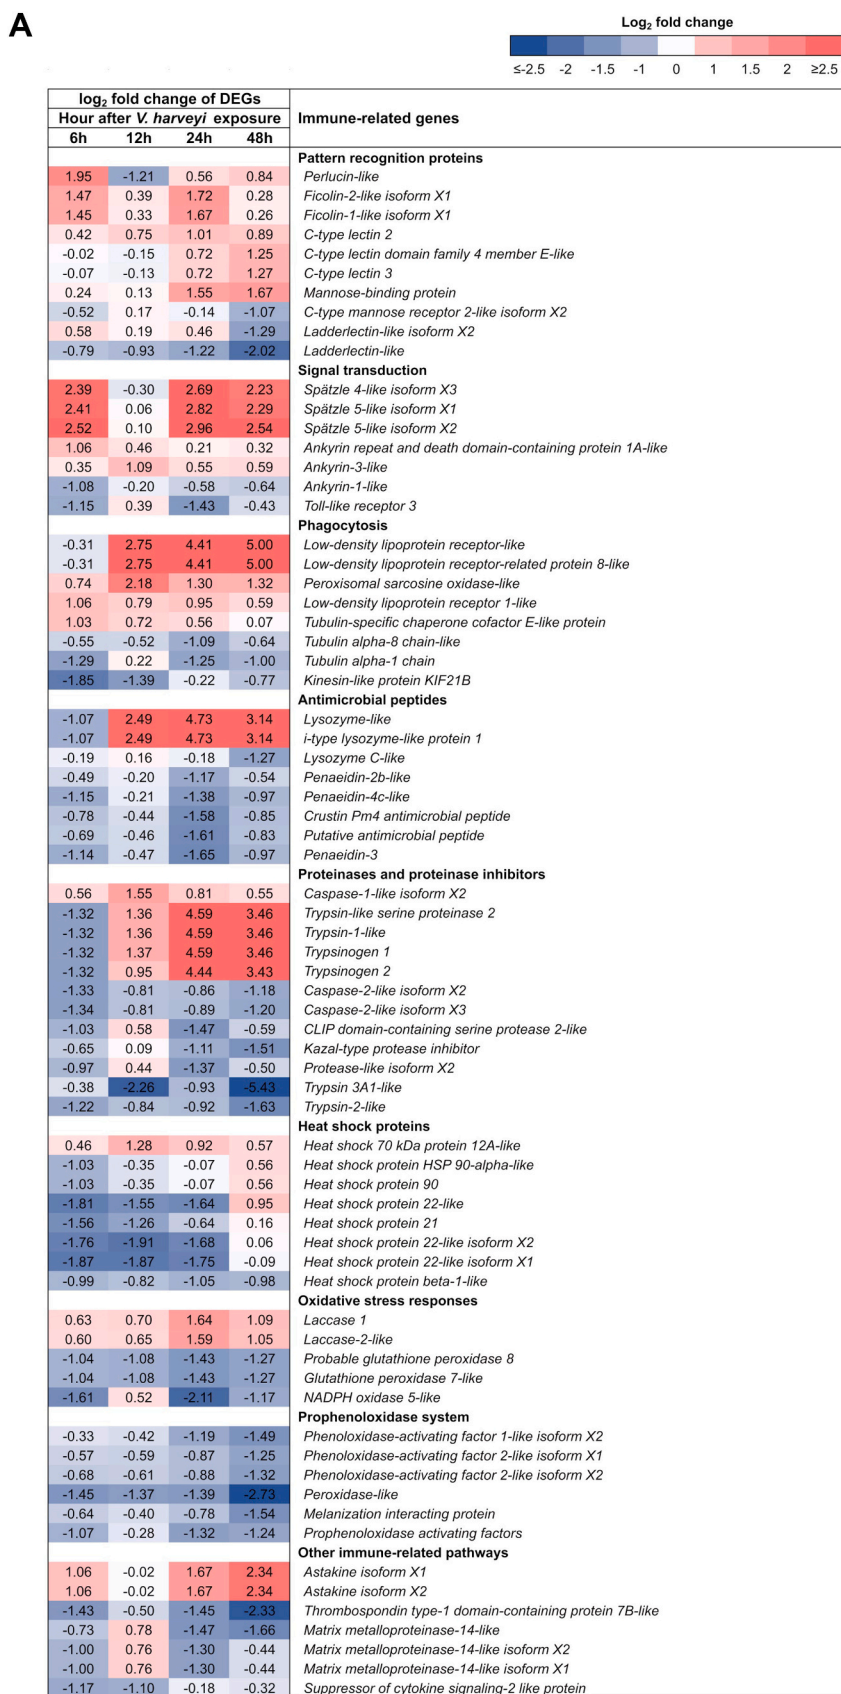 A
Log2 fold change
≤-2.5 -2 -1.5 -1 0 1 1.5 2 ≥2.5
log2 fold change of DEGs
Hour after V. harveyi exposure Immune-related genes
6h 12h 24h 48h
Pattern recognition proteins
1.95 -1.21 0.56 0.84 Perlucin-like
1.47 0.39 1.72 0.28 Ficolin-2-like isoform X1
1.45 0.33 1.67 0.26 Ficolin-1-like isoform X1
0.42 0.75 1.01 0.89 C-type lectin 2
-0.02 -0.15 0.72 1.25 C-type lectin domain family 4 member E-like
-0.07 -0.13 0.72 1.27 C-type lectin 3
0.24 0.13 1.55 1.67 Mannose-binding protein
-0.52 0.17 -0.14 -1.07 C-type mannose receptor 2-like isoform X2
0.58 0.19 0.46 -1.29 Ladderlectin-like isoform X2
-0.79 -0.93 -1.22 -2.02 Ladderlectin-like
Signal transduction
2.39 -0.30 2.69 2.23 Spätzle 4-like isoform X3
2.41 0.06 2.82 2.29 Spätzle 5-like isoform X1
2.52 0.10 2.96 2.54 Spätzle 5-like isoform X2
1.06 0.46 0.21 0.32 Ankyrin repeat and death domain-containing protein 1A-like
0.35 1.09 0.55 0.59 Ankyrin-3-like
-1.08 -0.20 -0.58 -0.64 Ankyrin-1-like
-1.15 0.39 -1.43 -0.43 Toll-like receptor 3
Phagocytosis
-0.31 2.75 4.41 5.00 Low-density lipoprotein receptor-like
-0.31 2.75 4.41 5.00 Low-density lipoprotein receptor-related protein 8-like
0.74 2.18 1.30 1.32 Peroxisomal sarcosine oxidase-like
1.06 0.79 0.95 0.59 Low-density lipoprotein receptor 1-like
1.03 0.72 0.56 0.07 Tubulin-specific chaperone cofactor E-like protein
-0.55 -0.52 -1.09 -0.64 Tubulin alpha-8 chain-like
-1.29 0.22 -1.25 -1.00 Tubulin alpha-1 chain
-1.85 -1.39 -0.22 -0.77 Kinesin-like protein KIF21B
Antimicrobial peptides
-1.07 2.49 4.73 3.14 Lysozyme-like
-1.07 2.49 4.73 3.14 i-type lysozyme-like protein 1
-0.19 0.16 -0.18 -1.27 Lysozyme C-like
-0.49 -0.20 -1.17 -0.54 Penaeidin-2b-like
-1.15 -0.21 -1.38 -0.97 Penaeidin-4c-like
-0.78 -0.44 -1.58 -0.85 Crustin Pm4 antimicrobial peptide
-0.69 -0.46 -1.61 -0.83 Putative antimicrobial peptide
-1.14 -0.47 -1.65 -0.97 Penaeidin-3
Proteinases and proteinase inhibitors
0.56 1.55 0.81 0.55 Caspase-1-like isoform X2
-1.32 1.36 4.59 3.46 Trypsin-like serine proteinase 2
-1.32 1.36 4.59 3.46 Trypsin-1-like
-1.32 1.37 4.59 3.46 Trypsinogen 1
-1.32 0.95 4.44 3.43 Trypsinogen 2
-1.33 -0.81 -0.86 -1.18 Caspase-2-like isoform X2
-1.34 -0.81 -0.89 -1.20 Caspase-2-like isoform X3
-1.03 0.58 -1.47 -0.59 CLIP domain-containing serine protease 2-like
-0.65 0.09 -1.11 -1.51 Kazal-type protease inhibitor
-0.97 0.44 -1.37 -0.50 Protease-like isoform X2
-0.38 -2.26 -0.93 -5.43 Trypsin 3A1-like
-1.22 -0.84 -0.92 -1.63 Trypsin-2-like
Heat shock proteins
0.46 1.28 0.92 0.57 Heat shock 70 kDa protein 12A-like
-1.03 -0.35 -0.07 0.56 Heat shock protein HSP 90-alpha-like
-1.03 -0.35 -0.07 0.56 Heat shock protein 90
-1.81 -1.55 -1.64 0.95 Heat shock protein 22-like
-1.56 -1.26 -0.64 0.16 Heat shock protein 21
-1.76 -1.91 -1.68 0.06 Heat shock protein 22-like isoform X2
-1.87 -1.87 -1.75 -0.09 Heat shock protein 22-like isoform X1
-0.99 -0.82 -1.05 -0.98 Heat shock protein beta-1-like
Oxidative stress responses
0.63 0.70 1.64 1.09 Laccase 1
0.60 0.65 1.59 1.05 Laccase-2-like
-1.04 -1.08 -1.43 -1.27 Probable glutathione peroxidase 8
-1.04 -1.08 -1.43 -1.27 Glutathione peroxidase 7-like
-1.61 0.52 -2.11 -1.17 NADPH oxidase 5-like
Prophenoloxidase system
-0.33 -0.42 -1.19 -1.49 Phenoloxidase-activating factor 1-like isoform X2
-0.57 -0.59 -0.87 -1.25 Phenoloxidase-activating factor 2-like isoform X1
-0.68 -0.61 -0.88 -1.32 Phenoloxidase-activating factor 2-like isoform X2
-1.45 -1.37 -1.39 -2.73 Peroxidase-like
-0.64 -0.40 -0.78 -1.54 Melanization interacting protein
-1.07 -0.28 -1.32 -1.24 Prophenoloxidase activating factors
Other immune-related pathways
1.06 -0.02 1.67 2.34 Astakine isoform X1
1.06 -0.02 1.67 2.34 Astakine isoform X2
-1.43 -0.50 -1.45 -2.33 Thrombospondin type-1 domain-containing protein 7B-like
-0.73 0.78 -1.47 -1.66 Matrix metalloproteinase-14-like
-1.00 0.76 -1.30 -0.44 Matrix metalloproteinase-14-like isoform X2
-1.00 0.76 -1.30 -0.44 Matrix metalloproteinase-14-like isoform X1
-1.17 -1.10 -0.18 -0.32 Suppressor of cytokine signaling-2 like protein